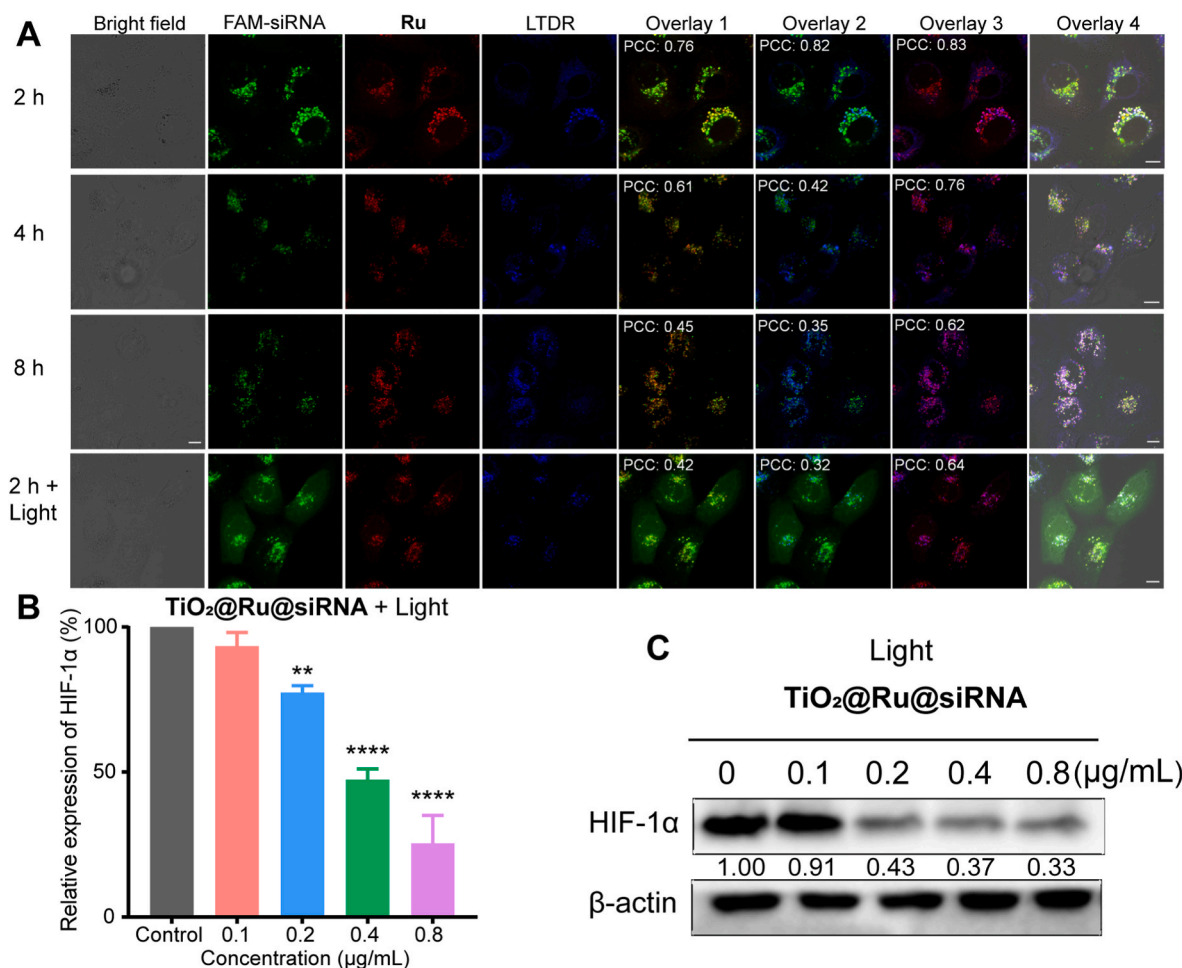 A
Bright field FAM-siRNA Ru LTDR Overlay 1 Overlay 2 Overlay 3 Overlay 4
2 h PCC: 0.76 PCC: 0.82 PCC: 0.83
4 h PCC: 0.61 PCC: 0.42 PCC: 0.76
8 h PCC: 0.45 PCC: 0.35 PCC: 0.62
2 h + PCC: 0.42 PCC: 0.32 PCC: 0.64
Light
B
TiO₂@Ru@siRNA + Light
Relative expression of HIF-1α (%)
100
50
0
**
****
****
Control 0.1 0.2 0.4 0.8
Concentration (μg/mL)
C
Light
TiO₂@Ru@siRNA
0 0.1 0.2 0.4 0.8 (μg/mL)
HIF-1α
1.00 0.91 0.43 0.37 0.33
β-actin